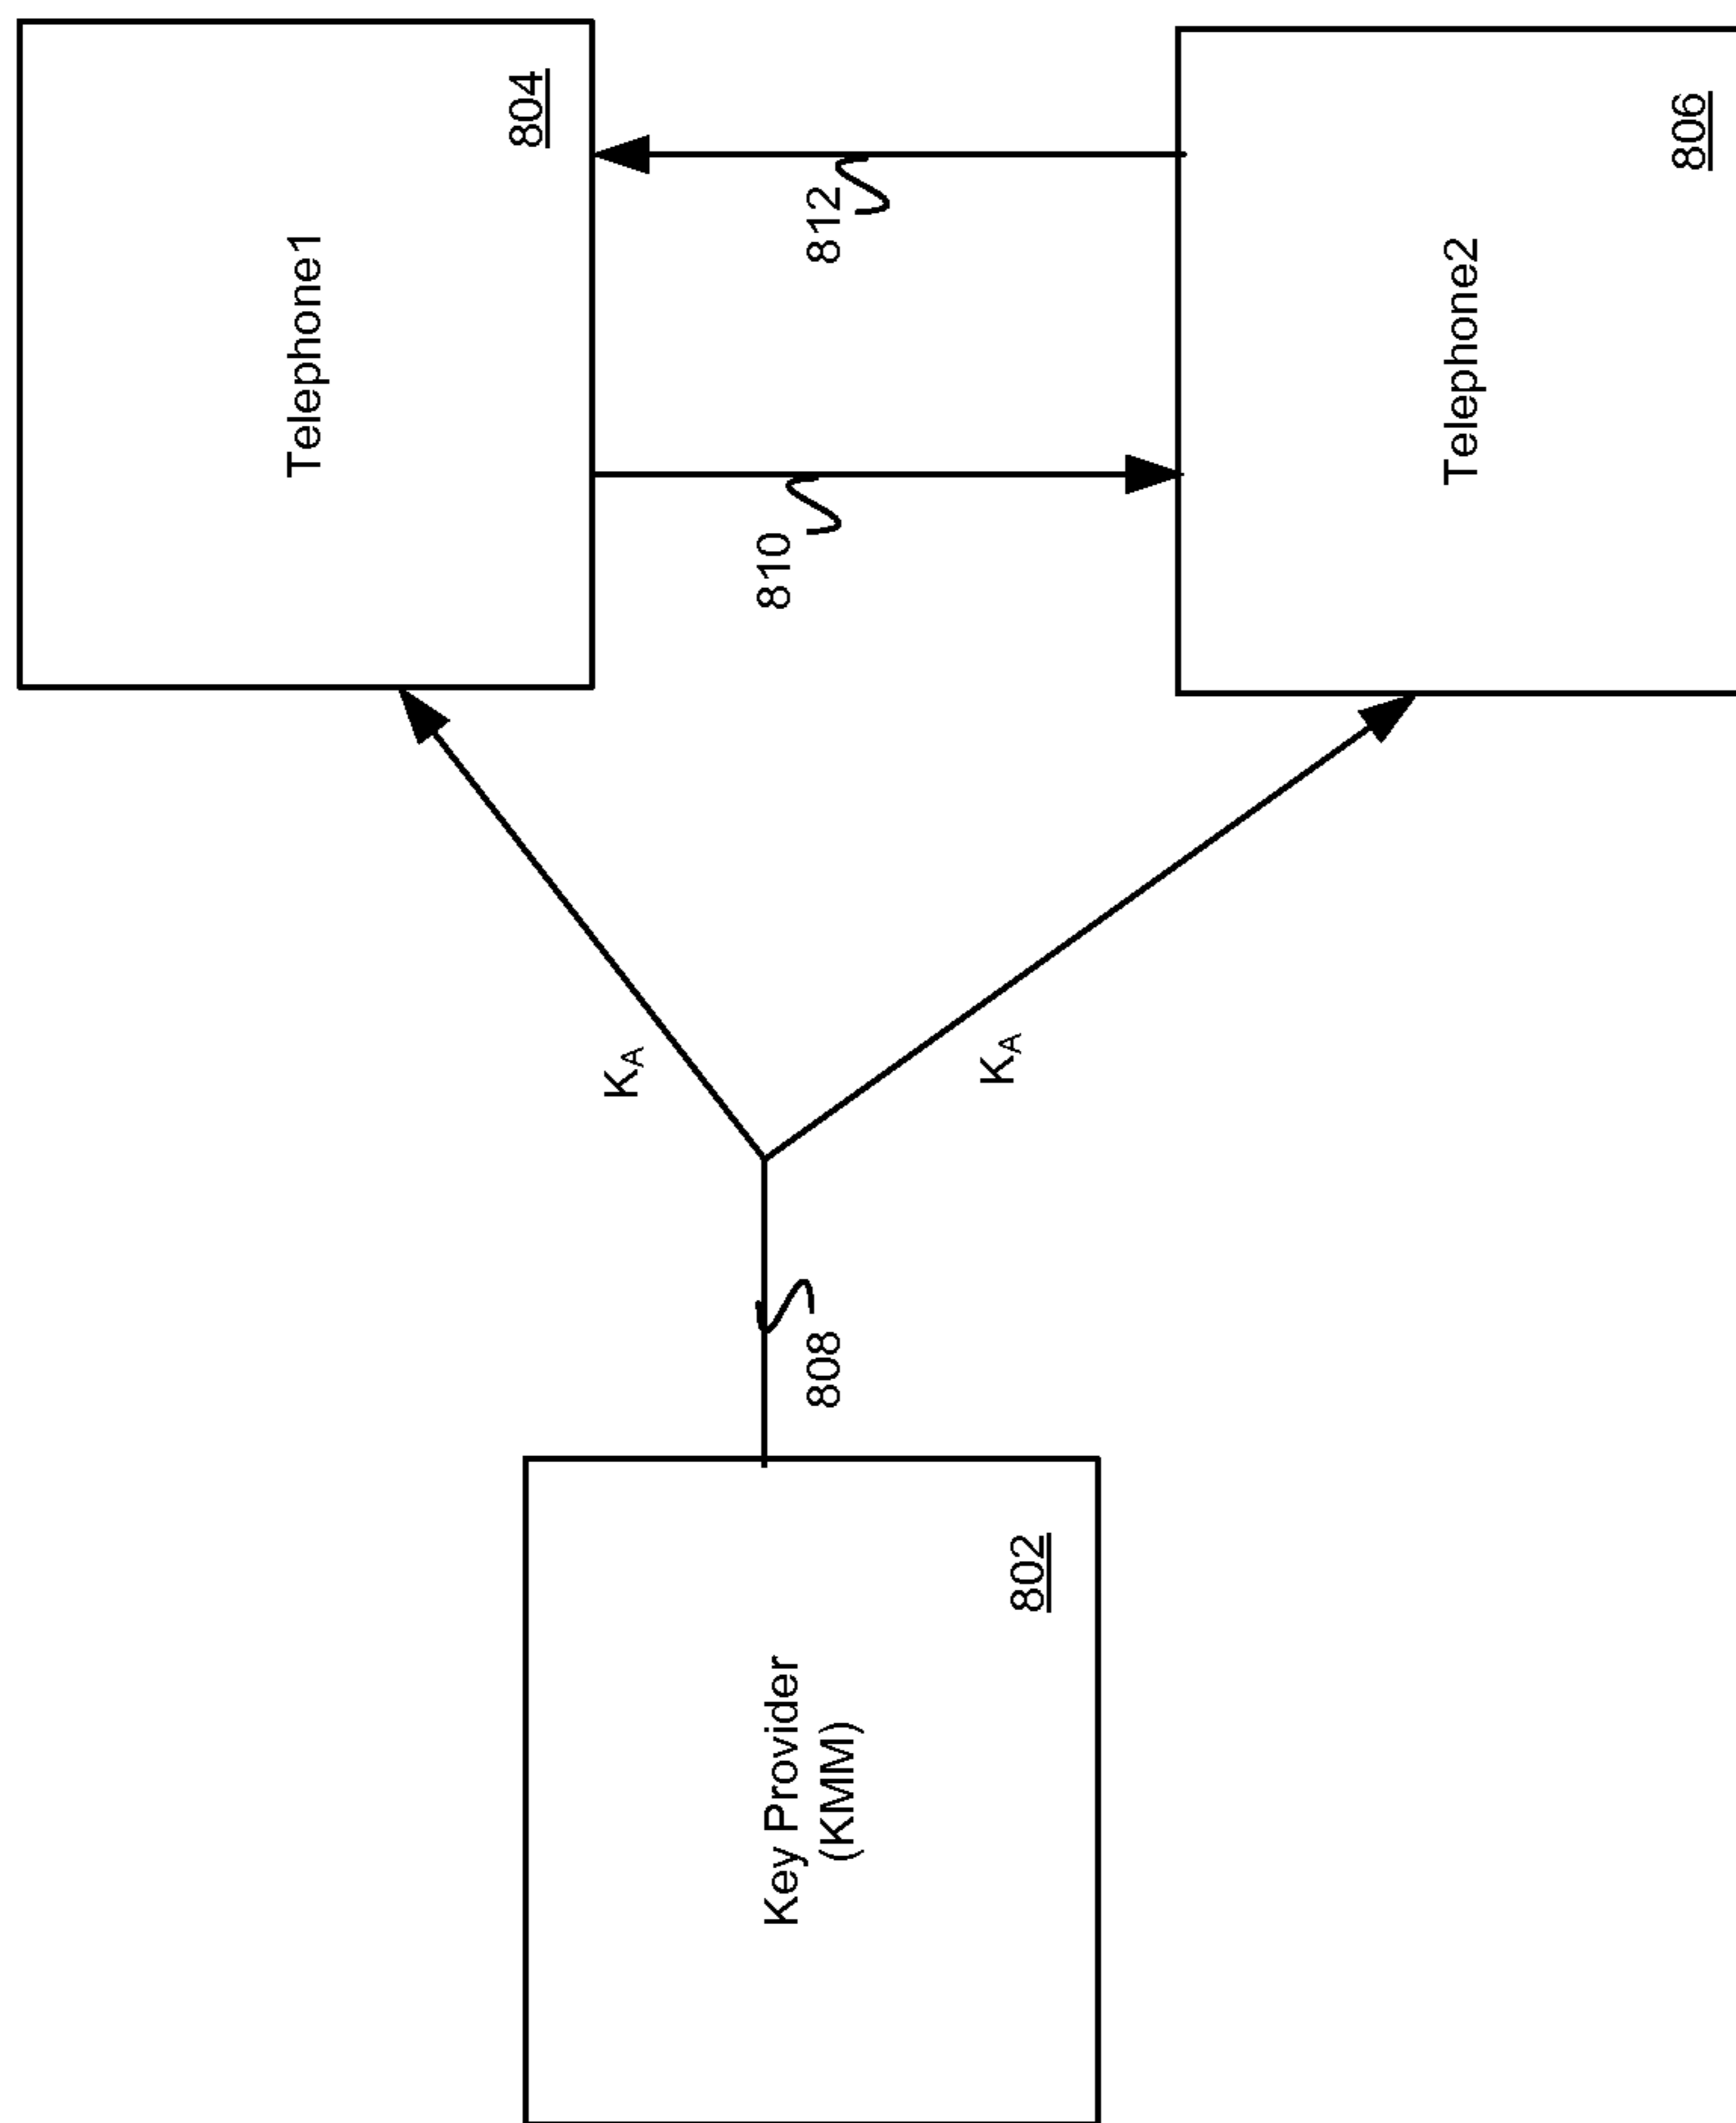 Telephone1
804
812
810
K_A
K_A
808
Key Provider
(KMM)
802
Telephone2
806